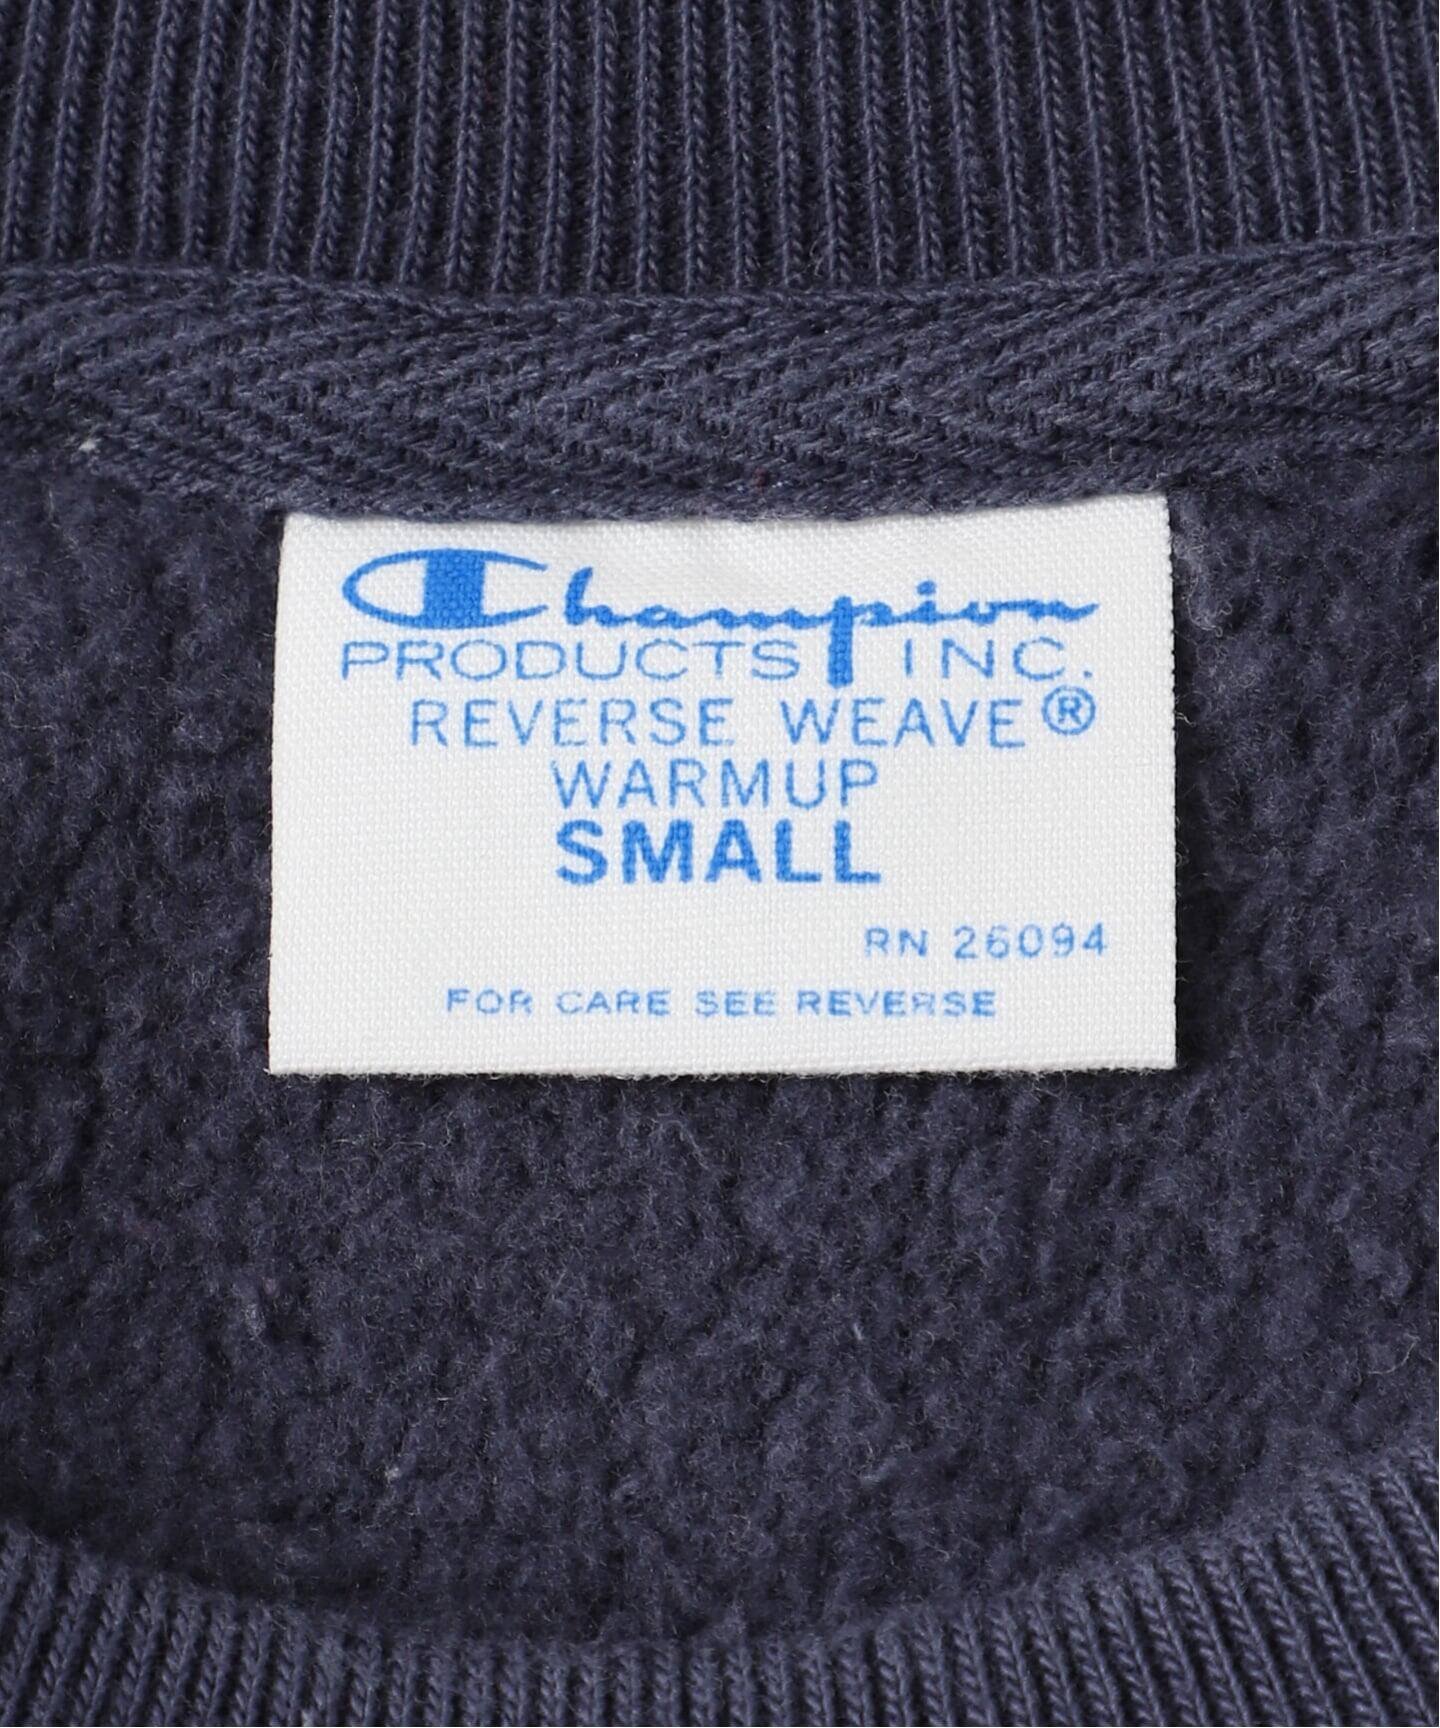 Champion
PRODUCTS INC.
REVERSE WEAVE®
WARMUP
SMALL
RN 26094
FOR CARE SEE REVERSE